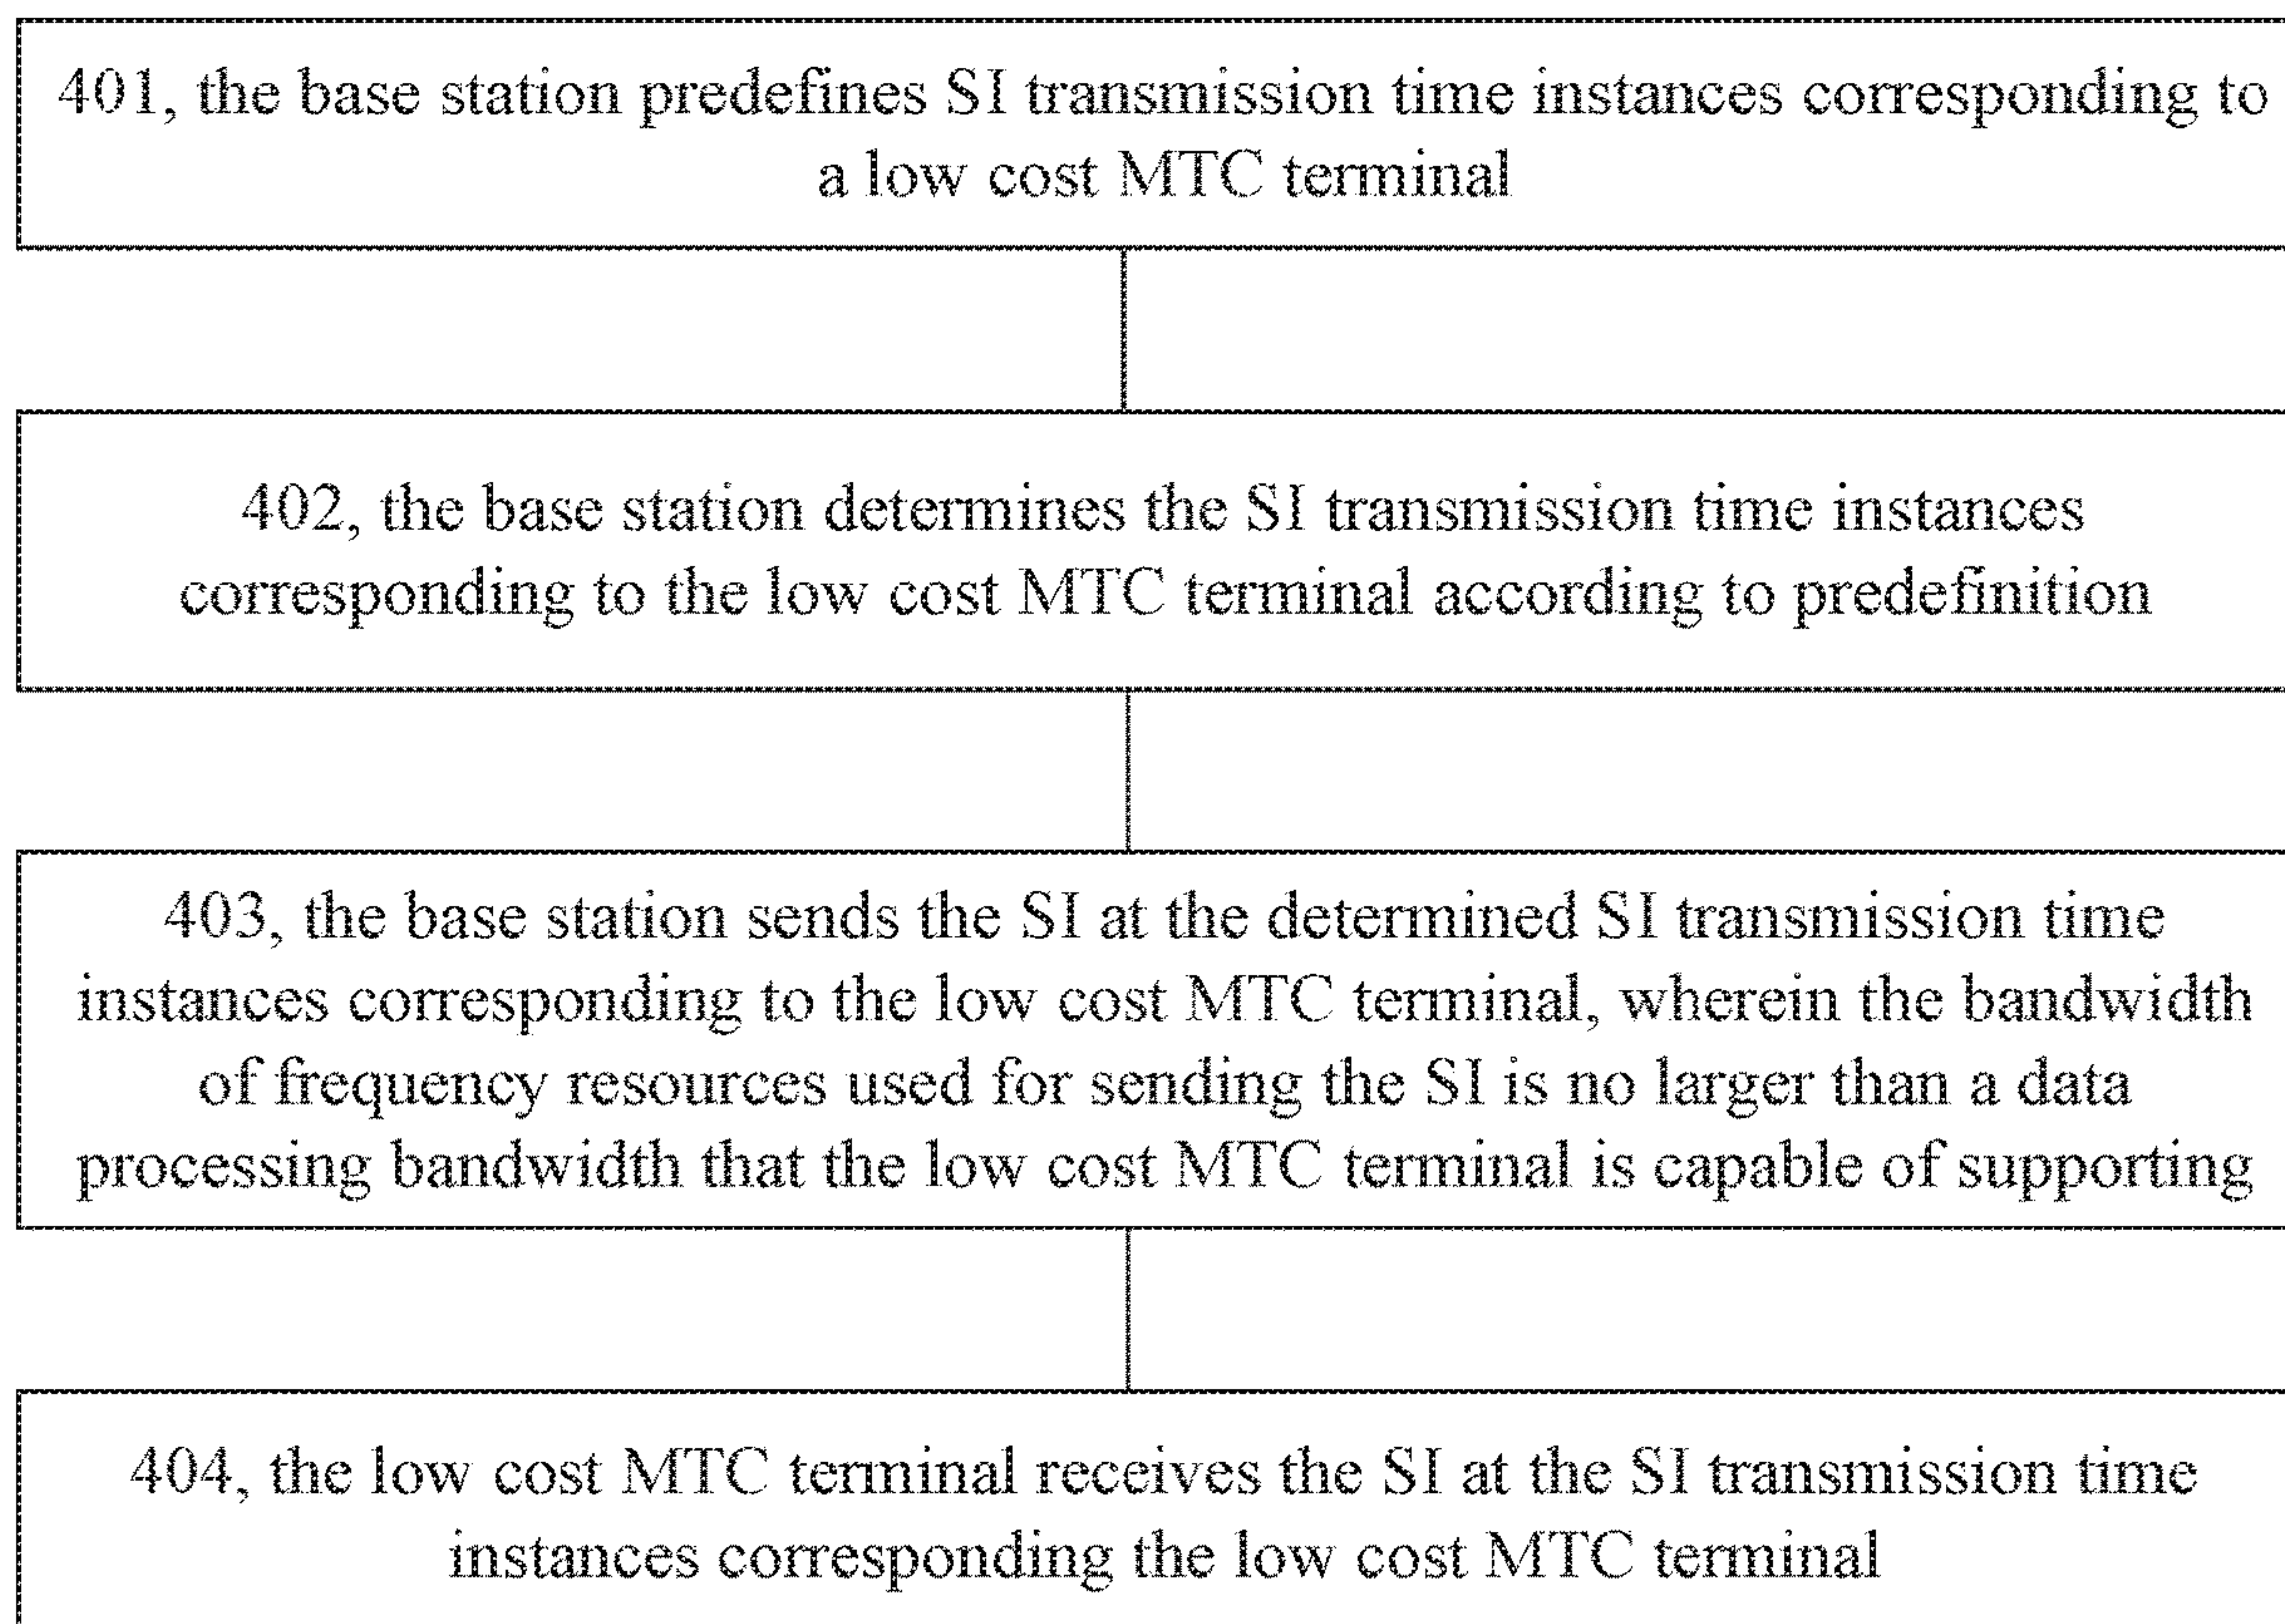 401, the base station predefines SI transmission time instances corresponding to
a low cost MTC terminal
402, the base station determines the SI transmission time instances
corresponding to the low cost MTC terminal according to predefinition
403, the base station sends the SI at the determined SI transmission time
instances corresponding to the low cost MTC terminal, wherein the bandwidth
of frequency resources used for sending the SI is no larger than a data
processing bandwidth that the low cost MTC terminal is capable of supporting
404, the low cost MTC terminal receives the SI at the SI transmission time
instances corresponding the low cost MTC terminal